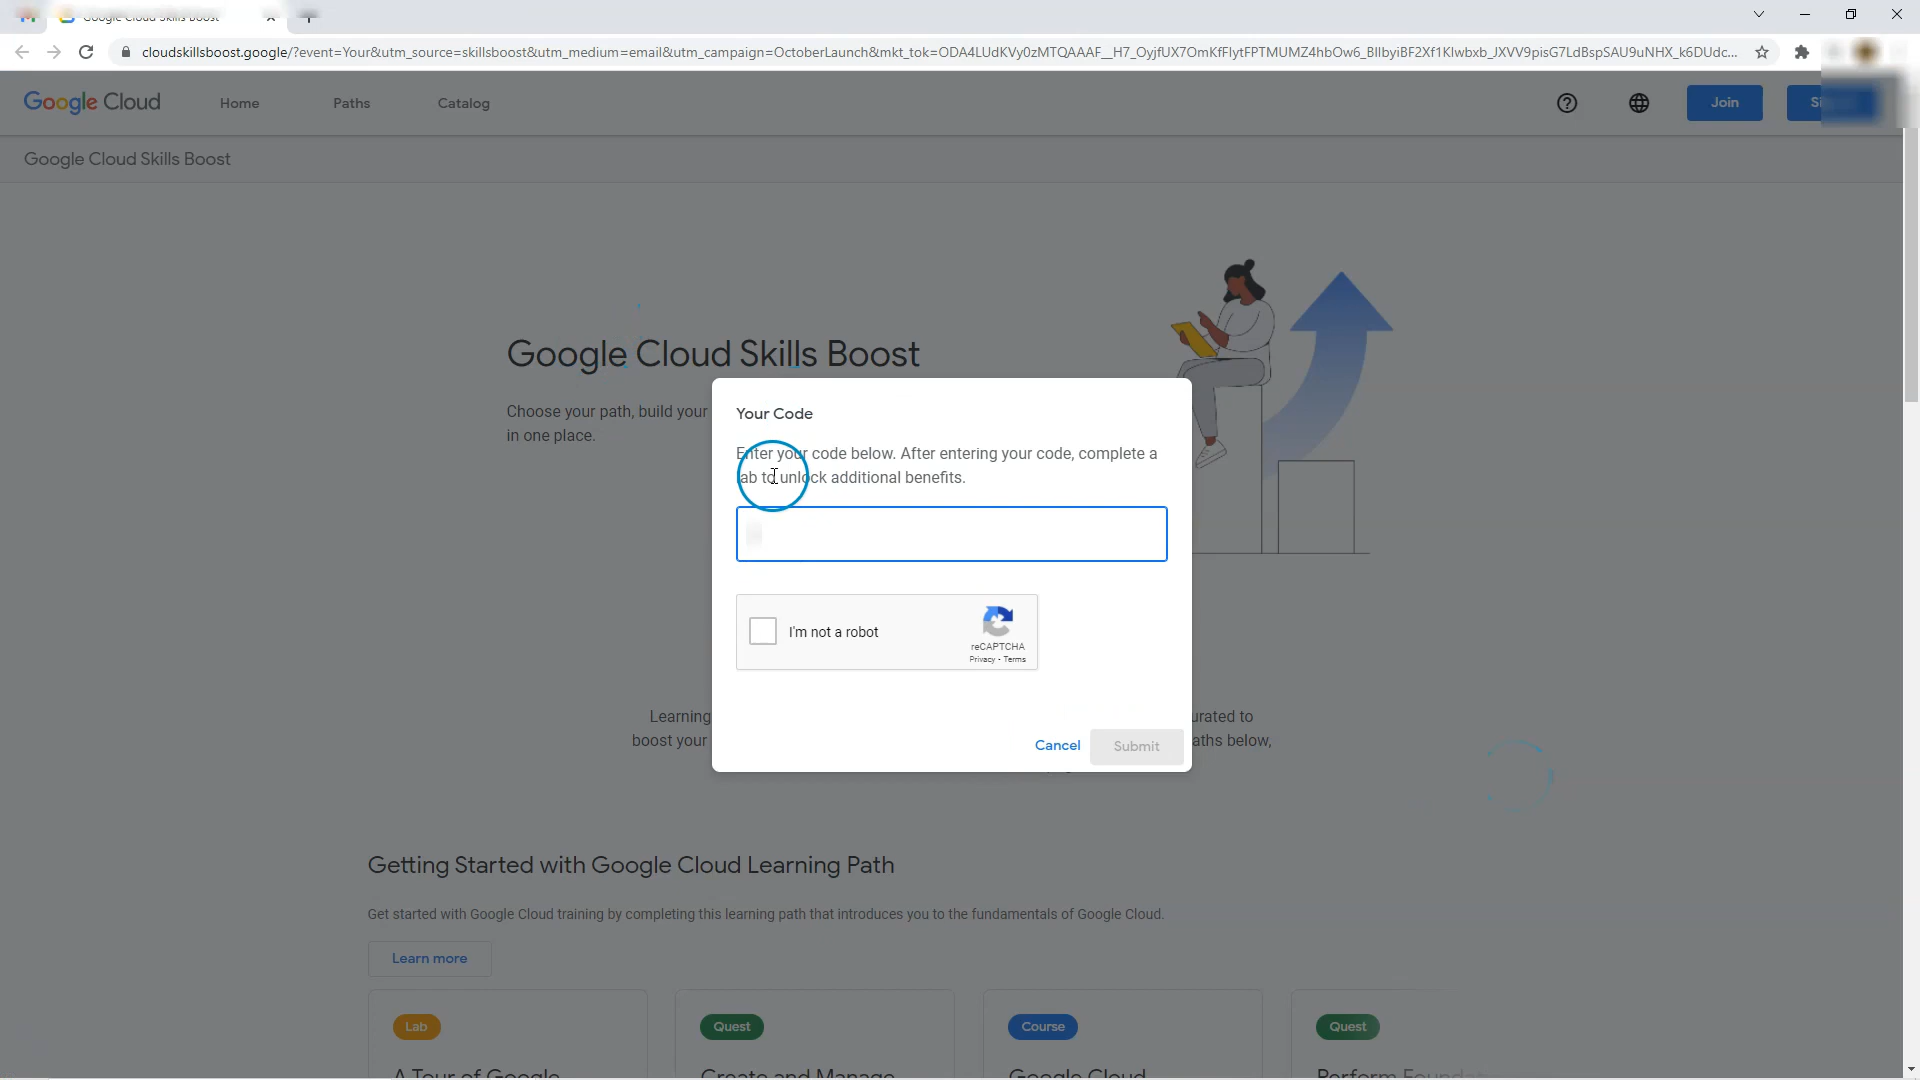 Google Cloud Skills Boost
cloudskillsboost.google/?event=Your&utm_source=skillsboost&utm_medium=email&utm_campaign=OctoberLaunch&mkt_tok=
Google Cloud
Home
Paths
Catalog
Join
Google Cloud Skills Boost
Google Cloud Skills Boost
Choose your path, build your
in one place.
Your Code
Enter your code below. After entering your code, complete a
lab to unlock additional benefits.
I'm not a robot
reCAPTCHA
Privacy - Terms
Learning
urated to
boost your
aths below,
Cancel
Submit
Getting Started with Google Cloud Learning Path
Get started with Google Cloud training by completing this learning path that introduces you to the fundamentals of Google Cloud.
Learn more
Lab
Quest
Course
Quest
A Tour of Google
Create and Manage
Google Cloud
Perform